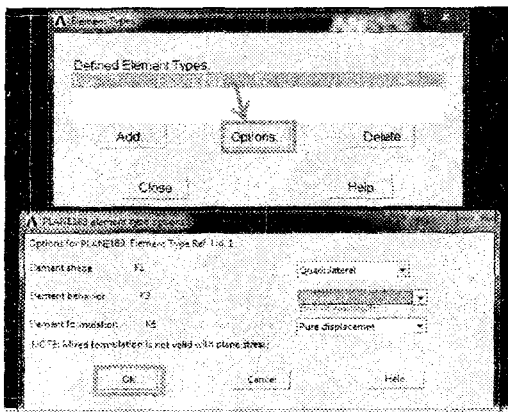 Element Types
Defined Element Types:
Add...
Options...
Delete
Close
Help
PLANE183 element type
Options for PLANE183, Element Type Ref. No. 1
Element shape K1
Quadrilateral
Element behavior K3
Element formulation K6
Pure displacemnt
NOTE: Mixed formulation is not valid with plane stress
OK
Cancel
Help